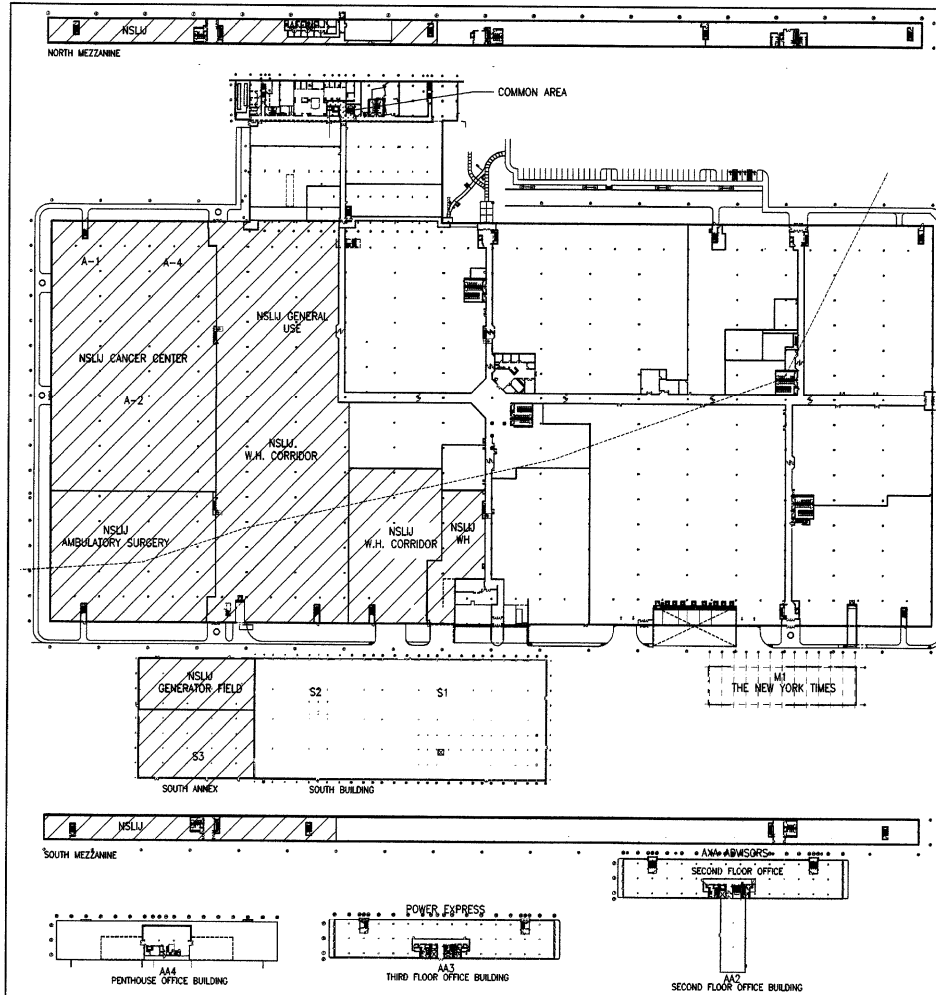 NSLIJ
NORTH MEZZANINE
COMMON AREA
A-1
A-4
NSLIJ GENERAL
USE
NSLIJ CANCER CENTER
A-2
NSLIJ
W.H. CORRIDOR
NSLIJ
AMBULATORY SURGERY
NSLIJ
W.H. CORRIDOR
NSLIJ
WH
NSLIJ
GENERATOR FIELD
S2
S1
M1
THE NEW YORK TIMES
S3
SOUTH ANNEX
SOUTH BUILDING
NSLIJ
SOUTH MEZZANINE
AXA ADVISORS
SECOND FLOOR OFFICE
POWER EXPRESS
AA4
PENTHOUSE OFFICE BUILDING
AA3
THIRD FLOOR OFFICE BUILDING
AA2
SECOND FLOOR OFFICE BUILDING